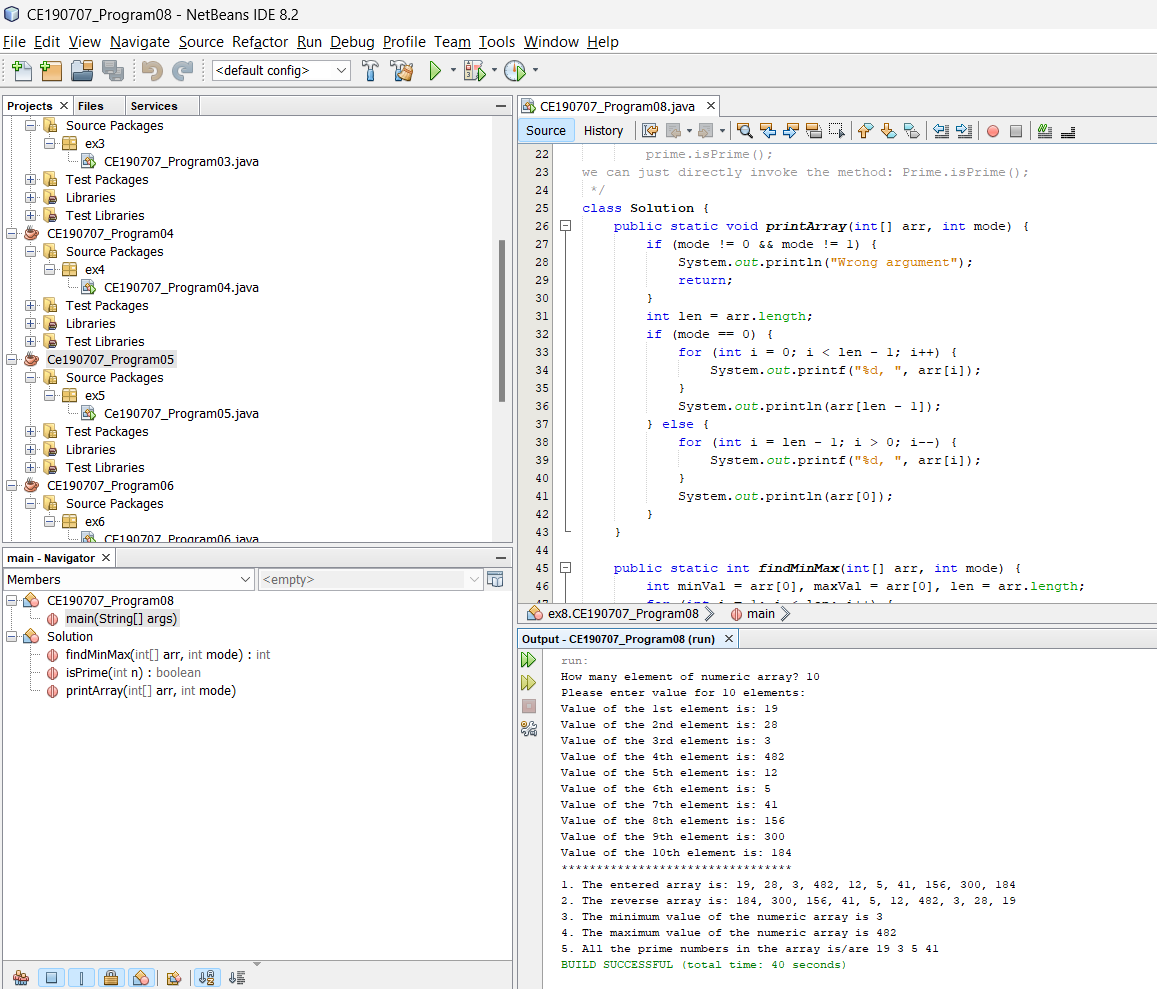 CE190707_Program08 - NetBeans IDE 8.2
File Edit View Navigate Source Refactor Run Debug Profile Team Tools Window Help
<default config>
Projects Files Services
Source Packages
ex3
CE190707_Program03.java
Test Packages
Libraries
Test Libraries
CE190707_Program04
Source Packages
ex4
CE190707_Program04.java
Test Packages
Libraries
Test Libraries
Ce190707_Program05
Source Packages
ex5
Ce190707_Program05.java
Test Packages
Libraries
Test Libraries
CE190707_Program06
Source Packages
ex6
CE190707_Program06.java
main - Navigator
Members <empty>
CE190707_Program08
main(String[] args)
Solution
findMinMax(int[] arr, int mode) : int
isPrime(int n) : boolean
printArray(int[] arr, int mode)
CE190707_Program08.java
Source History
22 prime.isPrime();
23 we can just directly invoke the method: Prime.isPrime();
24 */
25 class Solution {
26 public static void printArray(int[] arr, int mode) {
27 if (mode != 0 && mode != 1) {
28 System.out.println("Wrong argument");
29 return;
30 }
31 int len = arr.length;
32 if (mode == 0) {
33 for (int i = 0; i < len - 1; i++) {
34 System.out.printf("%d, ", arr[i]);
35 }
36 System.out.println(arr[len - 1]);
37 } else {
38 for (int i = len - 1; i > 0; i--) {
39 System.out.printf("%d, ", arr[i]);
40 }
41 System.out.println(arr[0]);
42 }
43 }
44
45 public static int findMinMax(int[] arr, int mode) {
46 int minVal = arr[0], maxVal = arr[0], len = arr.length;
47 for (int i = 1; i < len; i++) {
ex8.CE190707_Program08 main
Output - CE190707_Program08 (run)
run:
How many element of numeric array? 10
Please enter value for 10 elements:
Value of the 1st element is: 19
Value of the 2nd element is: 28
Value of the 3rd element is: 3
Value of the 4th element is: 482
Value of the 5th element is: 12
Value of the 6th element is: 5
Value of the 7th element is: 41
Value of the 8th element is: 156
Value of the 9th element is: 300
Value of the 10th element is: 184
*********************************
1. The entered array is: 19, 28, 3, 482, 12, 5, 41, 156, 300, 184
2. The reverse array is: 184, 300, 156, 41, 5, 12, 482, 3, 28, 19
3. The minimum value of the numeric array is 3
4. The maximum value of the numeric array is 482
5. All the prime numbers in the array is/are 19 3 5 41
BUILD SUCCESSFUL (total time: 40 seconds)